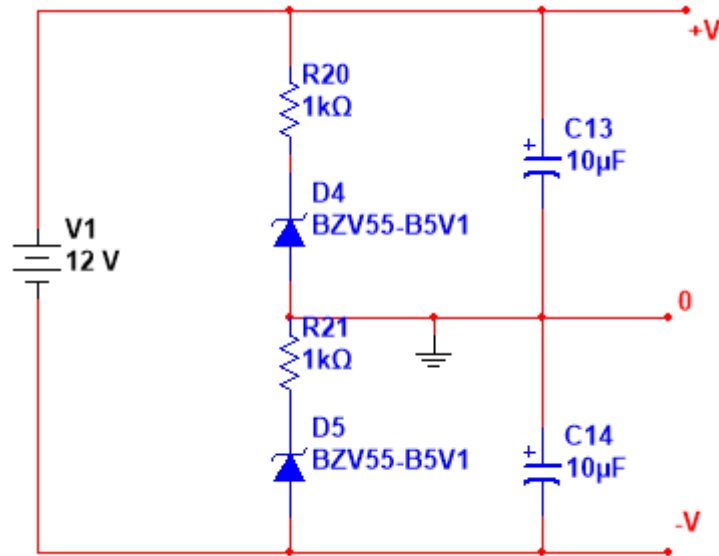 +V
R20
1kΩ
C13
10µF
D4
BZV55-B5V1
V1
12 V
0
R21
1kΩ
D5
BZV55-B5V1
C14
10µF
-V